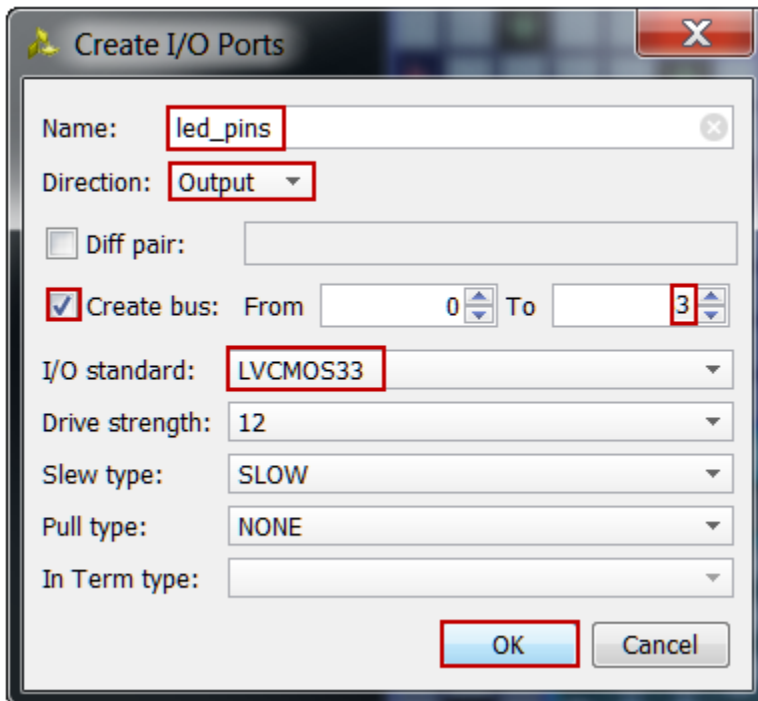 Create I/O Ports
Name: led_pins
Direction: Output
Diff pair:
Create bus: From 0 To 3
I/O standard: LVCMOS33
Drive strength: 12
Slew type: SLOW
Pull type: NONE
In Term type:
OK Cancel